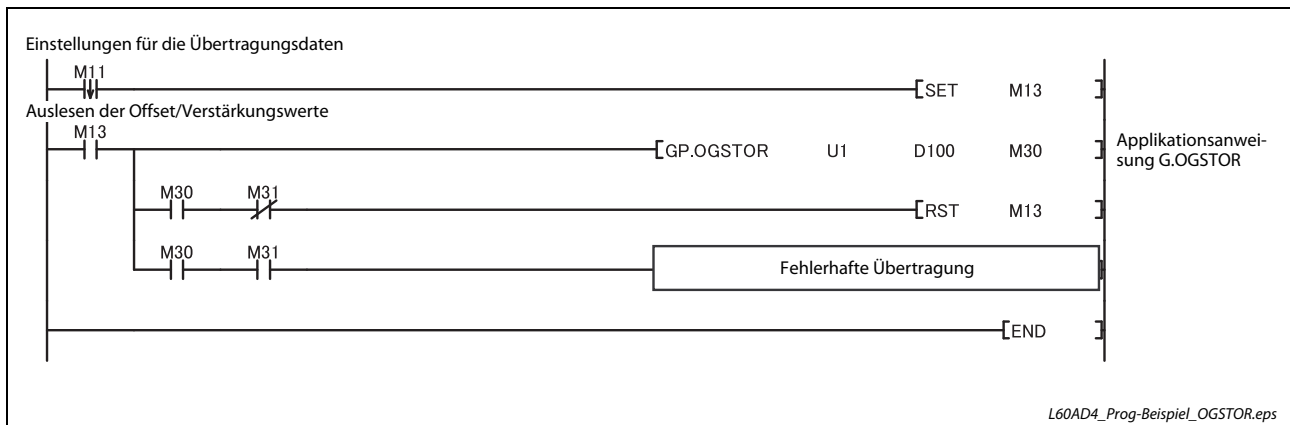 Einstellungen für die Übertragungsdaten
M11
SET M13
Auslesen der Offset/Verstärkungswerte
M13
GP.OGSTOR U1 D100 M30
Applikationsanwei-
sung G.OGSTOR
M30 M31
RST M13
M30 M31
Fehlerhafte Übertragung
END
L60AD4_Prog-Beispiel_OGSTOR.eps